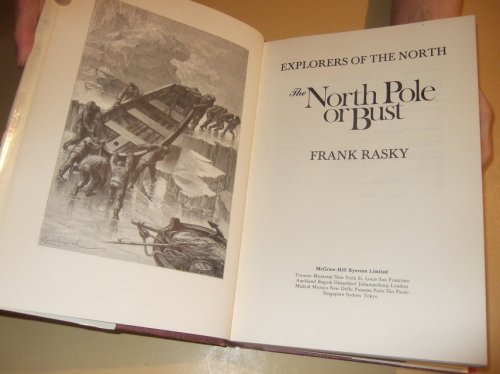 EXPLORERS OF THE NORTH
The North Pole
or Bust
FRANK RASKY
McGraw-Hill Ryerson Limited
Toronto Montreal New York St. Louis San Francisco
Auckland Bogotá Düsseldorf Johannesburg London
Madrid Mexico New Delhi Panama Paris São Paulo
Singapore Sydney Tokyo